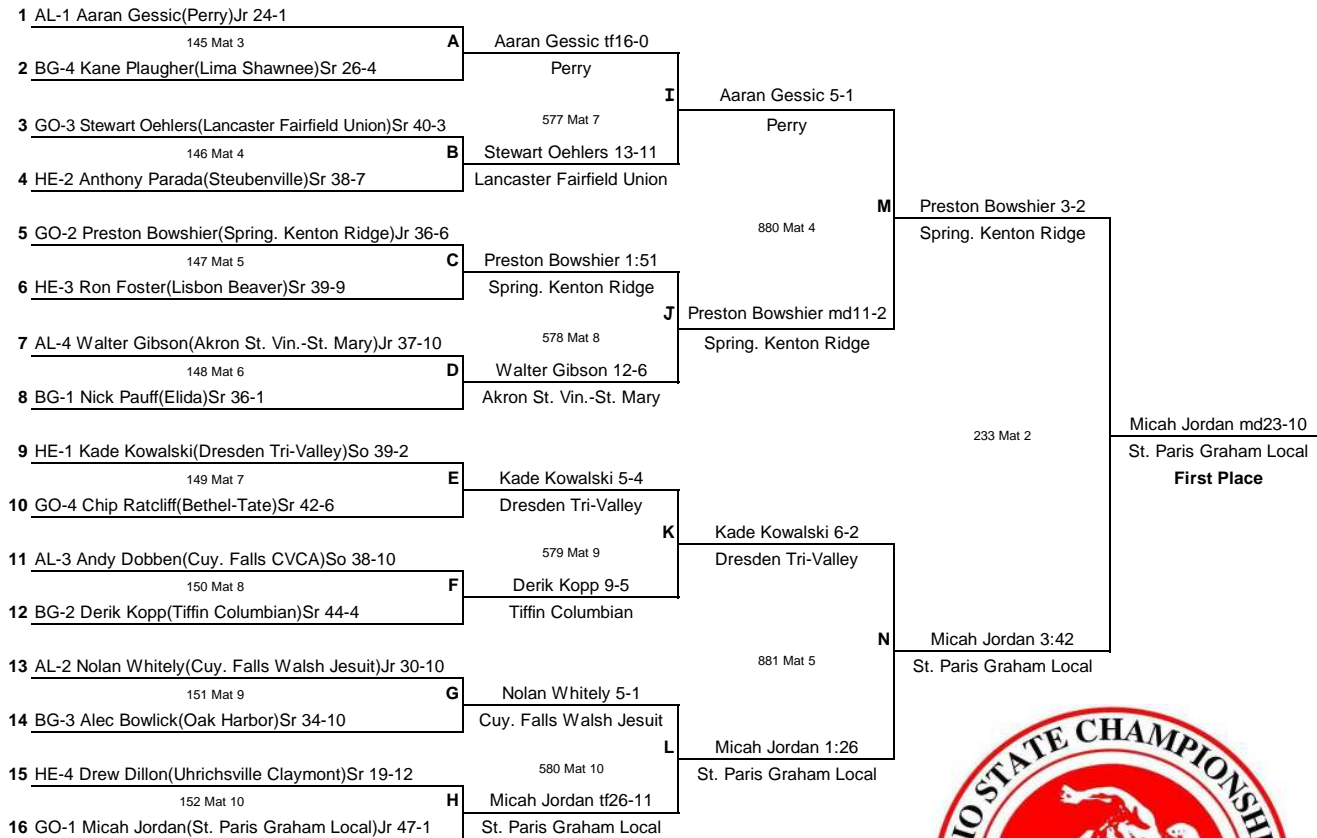 1 AL-1 Aaran Gessic(Perry)Jr 24-1
145 Mat 3
A
2 BG-4 Kane Plaugher(Lima Shawnee)Sr 26-4
3 GO-3 Stewart Oehlers(Lancaster Fairfield Union)Sr 40-3
146 Mat 4
B
4 HE-2 Anthony Parada(Steubenville)Sr 38-7
5 GO-2 Preston Bowshier(Spring. Kenton Ridge)Jr 36-6
147 Mat 5
C
6 HE-3 Ron Foster(Lisbon Beaver)Sr 39-9
7 AL-4 Walter Gibson(Akron St. Vin.-St. Mary)Jr 37-10
148 Mat 6
D
8 BG-1 Nick Pauff(Elida)Sr 36-1
9 HE-1 Kade Kowalski(Dresden Tri-Valley)So 39-2
149 Mat 7
E
10 GO-4 Chip Ratcliff(Bethel-Tate)Sr 42-6
11 AL-3 Andy Dobben(Cuy. Falls CVCA)So 38-10
150 Mat 8
F
12 BG-2 Derik Kopp(Tiffin Columbian)Sr 44-4
13 AL-2 Nolan Whitely(Cuy. Falls Walsh Jesuit)Jr 30-10
151 Mat 9
G
14 BG-3 Alec Bowlick(Oak Harbor)Sr 34-10
15 HE-4 Drew Dillon(Uhrichsville Claymont)Sr 19-12
152 Mat 10
H
16 GO-1 Micah Jordan(St. Paris Graham Local)Jr 47-1
Aaran Gessic tf16-0
Perry
I
577 Mat 7
Stewart Oehlers 13-11
Lancaster Fairfield Union
Preston Bowshier 1:51
Spring. Kenton Ridge
J
578 Mat 8
Walter Gibson 12-6
Akron St. Vin.-St. Mary
Kade Kowalski 5-4
Dresden Tri-Valley
K
579 Mat 9
Derik Kopp 9-5
Tiffin Columbian
Nolan Whitely 5-1
Cuy. Falls Walsh Jesuit
L
580 Mat 10
Micah Jordan tf26-11
St. Paris Graham Local
Aaran Gessic 5-1
Perry
M
880 Mat 4
Preston Bowshier md11-2
Spring. Kenton Ridge
Kade Kowalski 6-2
Dresden Tri-Valley
N
881 Mat 5
Micah Jordan 1:26
St. Paris Graham Local
Preston Bowshier 3-2
Spring. Kenton Ridge
233 Mat 2
Micah Jordan 3:42
St. Paris Graham Local
Micah Jordan md23-10
St. Paris Graham Local
First Place
IO STATE CHAMPIONSH